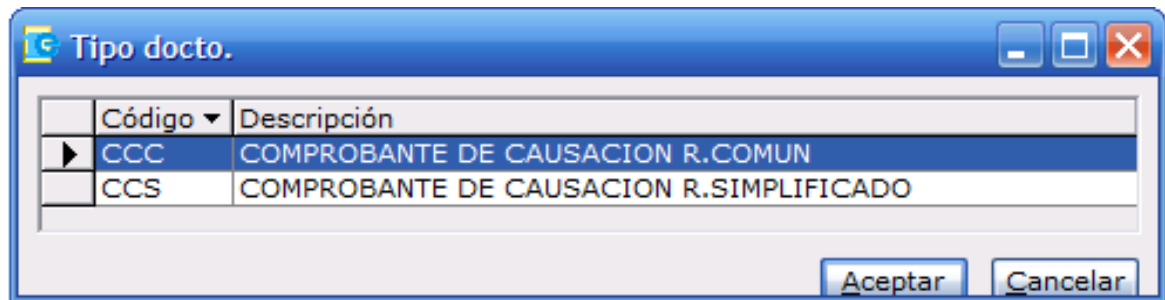 Tipo docto.
Código Descripción
CCC COMPROBANTE DE CAUSACION R.COMUN
CCS COMPROBANTE DE CAUSACION R.SIMPLIFICADO
Aceptar Cancelar